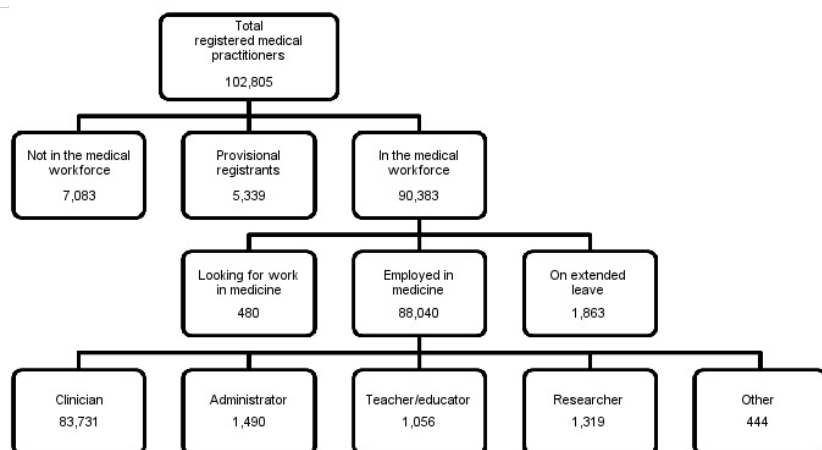 Total
registered medical
practitioners
102,805
Not in the medical
workforce
7,083
Provisional
registrants
5,339
In the medical
workforce
90,383
Looking for work
in medicine
480
Employed in
medicine
88,040
On extended
leave
1,863
Clinician
83,731
Administrator
1,490
Teacher/educator
1,056
Researcher
1,319
Other
444